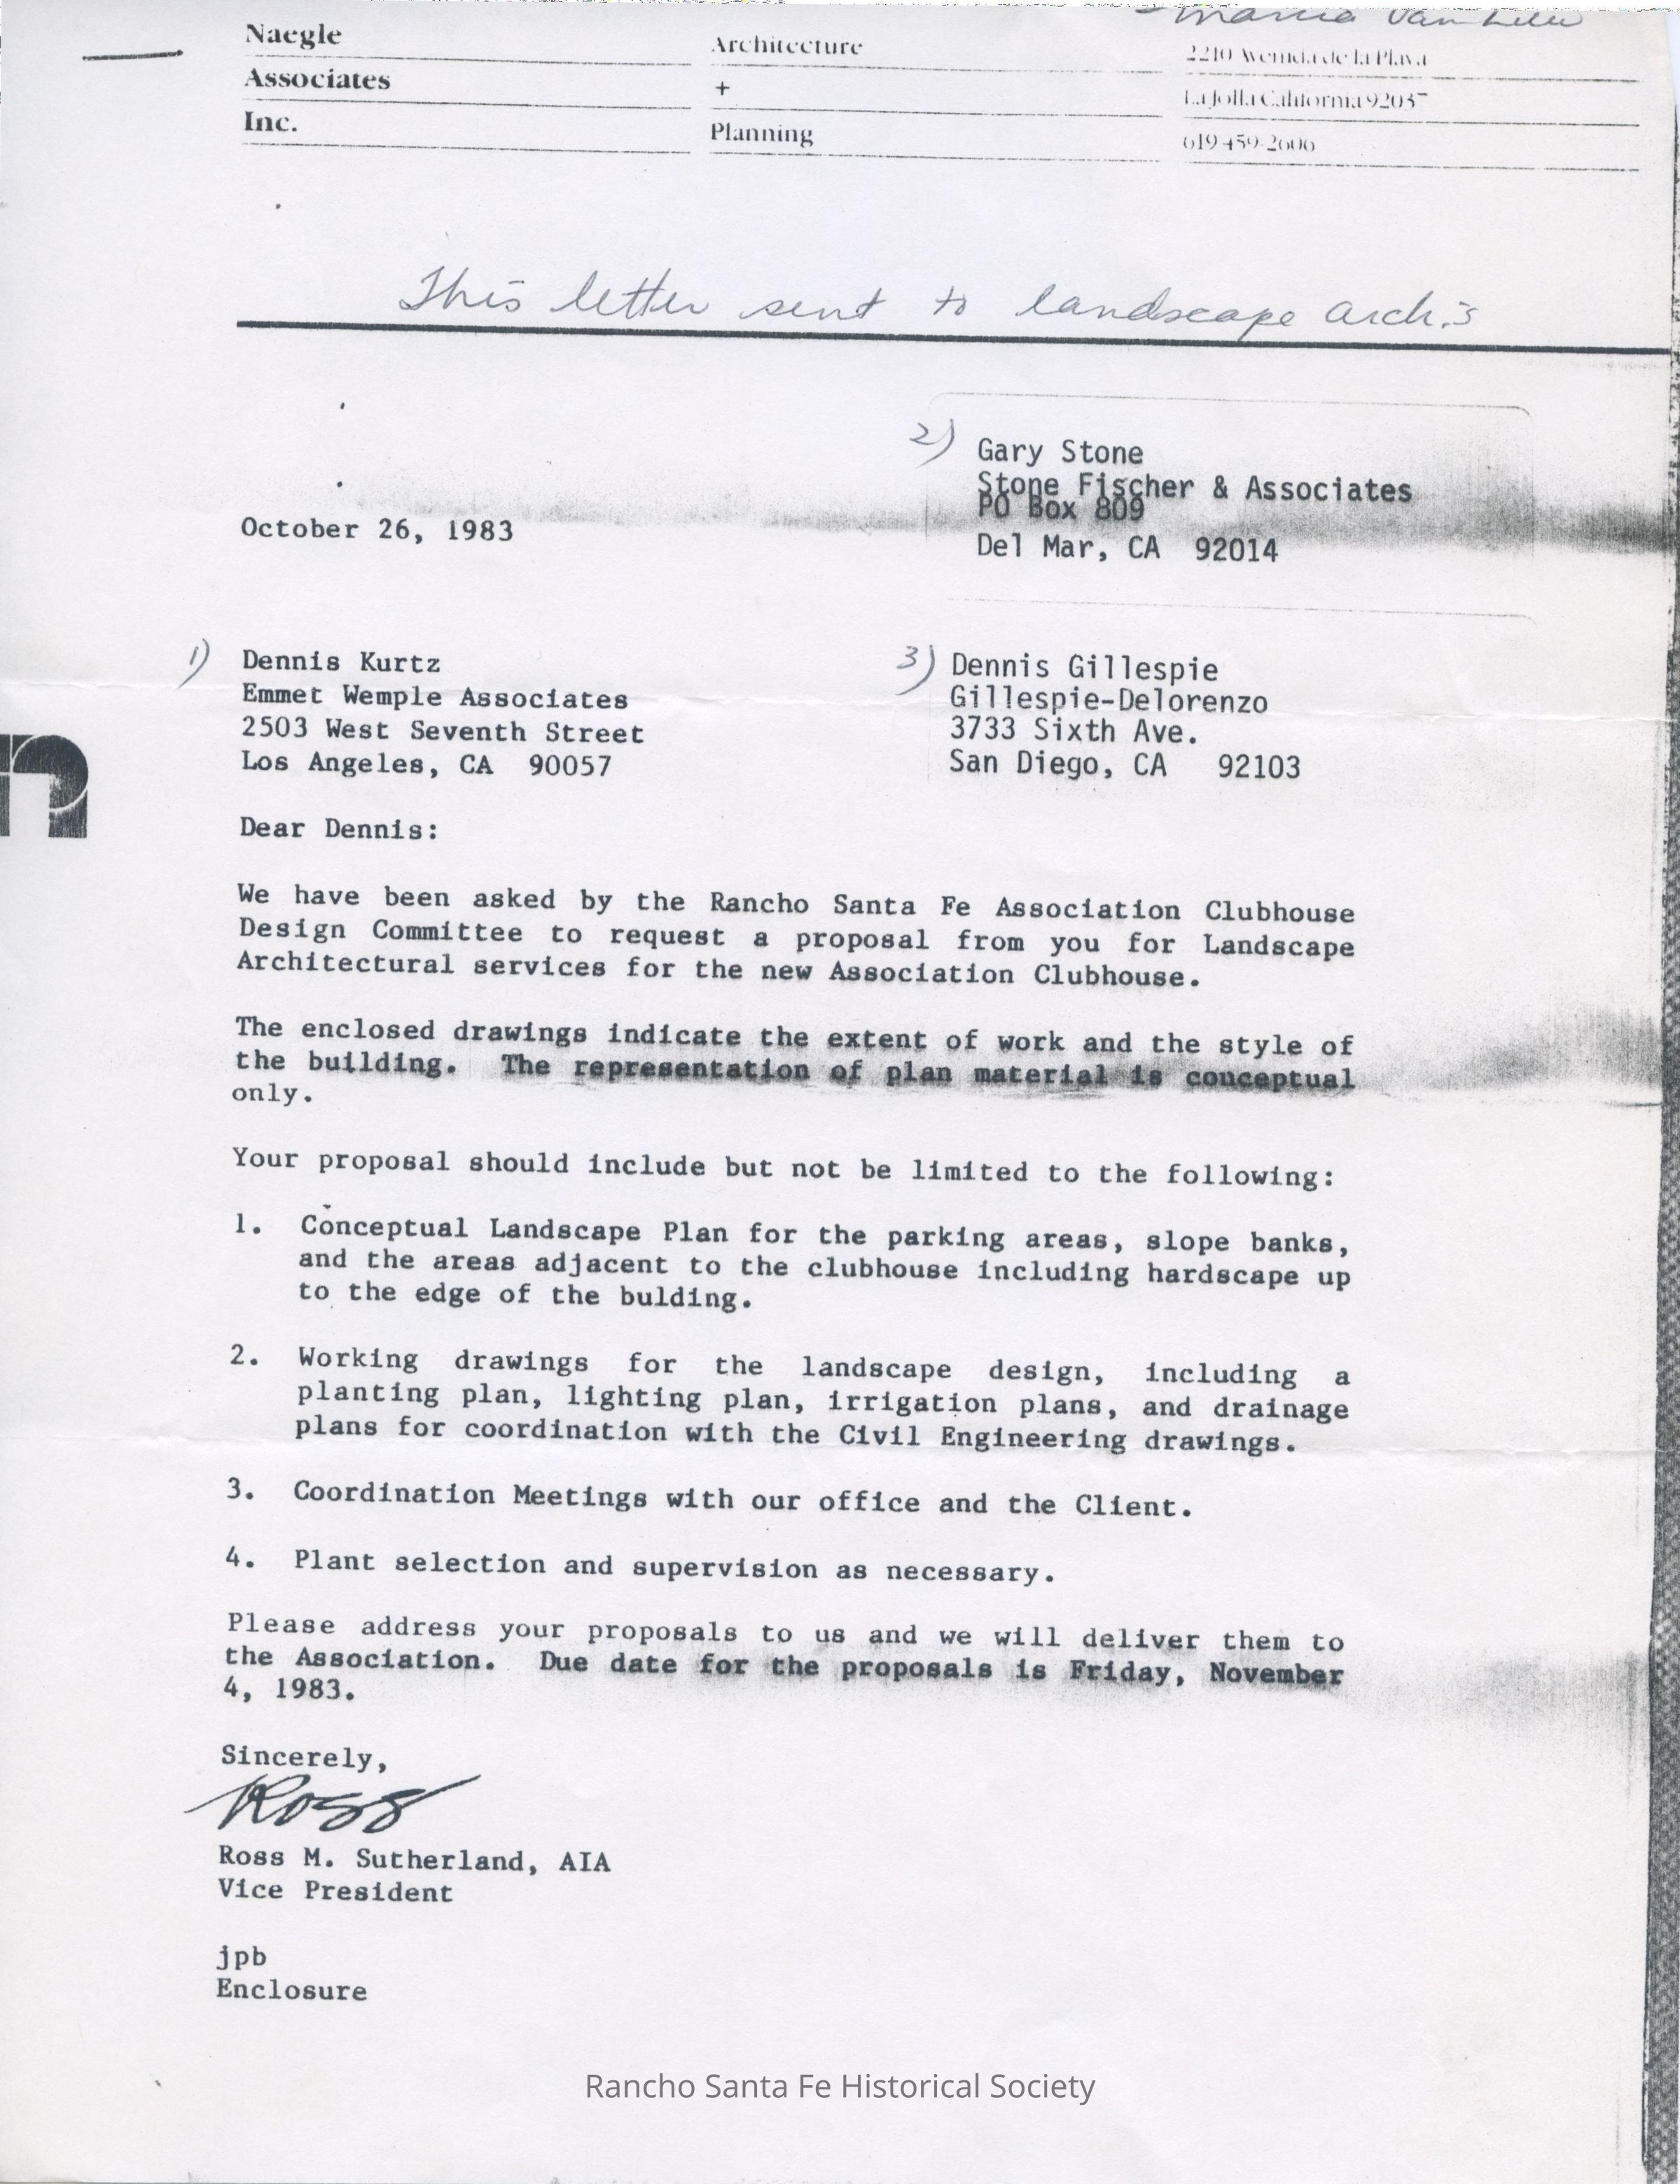 Naegle
Associates
Inc.
Architecture
+
Planning
2210 Avenida de la Playa
La Jolla California 92037
619 459-2606
This letter sent to landscape arch.s
2) Gary Stone
Stone Fischer & Associates
PO Box 809
Del Mar, CA 92014
October 26, 1983
1) Dennis Kurtz
Emmet Wemple Associates
2503 West Seventh Street
Los Angeles, CA 90057
3) Dennis Gillespie
Gillespie-Delorenzo
3733 Sixth Ave.
San Diego, CA 92103
Dear Dennis:
We have been asked by the Rancho Santa Fe Association Clubhouse
Design Committee to request a proposal from you for Landscape
Architectural services for the new Association Clubhouse.
The enclosed drawings indicate the extent of work and the style of
the building. The representation of plan material is conceptual
only.
Your proposal should include but not be limited to the following:
1. Conceptual Landscape Plan for the parking areas, slope banks,
and the areas adjacent to the clubhouse including hardscape up
to the edge of the bulding.
2. Working drawings for the landscape design, including a
planting plan, lighting plan, irrigation plans, and drainage
plans for coordination with the Civil Engineering drawings.
3. Coordination Meetings with our office and the Client.
4. Plant selection and supervision as necessary.
Please address your proposals to us and we will deliver them to
the Association. Due date for the proposals is Friday, November
4, 1983.
Sincerely,
Ross
Ross M. Sutherland, AIA
Vice President
jpb
Enclosure
Rancho Santa Fe Historical Society